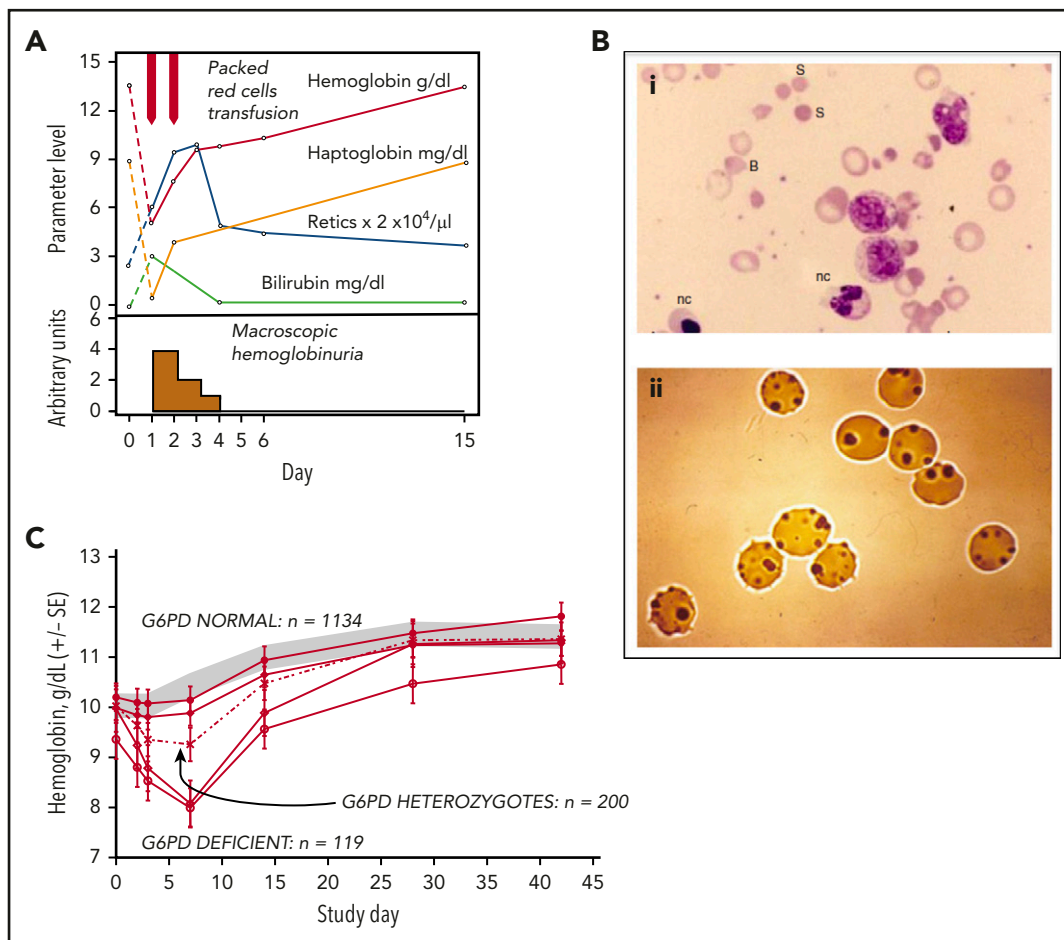 A
15
12
9
6
3
0
Parameter level
Packed
red cells
transfusion
Hemoglobin g/dl
Haptoglobin mg/dl
Retics x 2 x10⁴/µl
Bilirubin mg/dl
6
4
2
0
Arbitrary units
Macroscopic
hemoglobinuria
0 1 2 3 4 5 6 15
Day
B
i
S
S
B
nc
nc
ii
C
13
12
11
10
9
8
7
Hemoglobin, g/dL (+/− SE)
G6PD NORMAL: n = 1134
G6PD HETEROZYGOTES: n = 200
G6PD DEFICIENT: n = 119
0 5 10 15 20 25 30 35 40 45
Study day